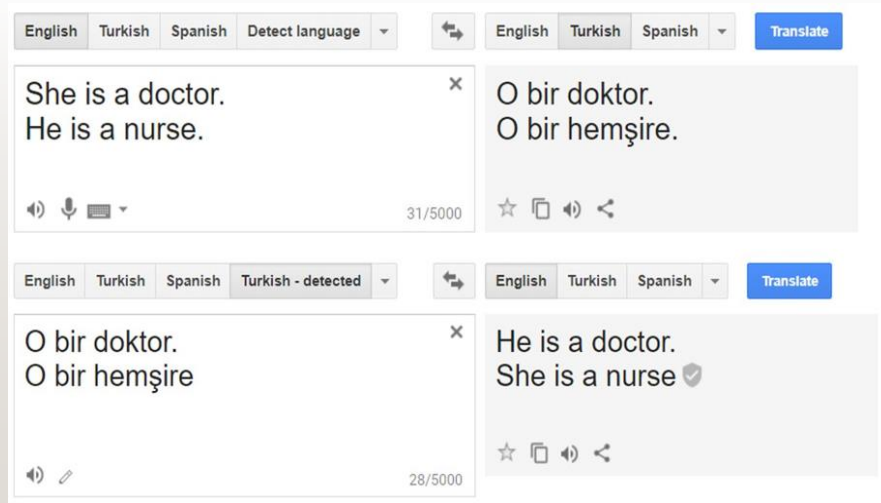 English Turkish Spanish Detect language English Turkish Spanish Translate
She is a doctor.
He is a nurse.
31/5000
O bir doktor.
O bir hemşire.
English Turkish Spanish Turkish - detected English Turkish Spanish Translate
O bir doktor.
O bir hemşire
28/5000
He is a doctor.
She is a nurse